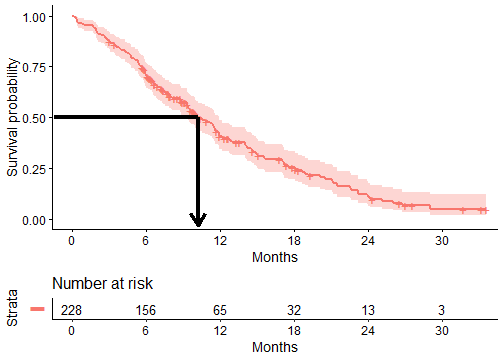 Survival probability
1.00
0.75
0.50
0.25
0.00
0 6 12 18 24 30
Months
Number at risk
Strata
228 156 65 32 13 3
0 6 12 18 24 30
Months